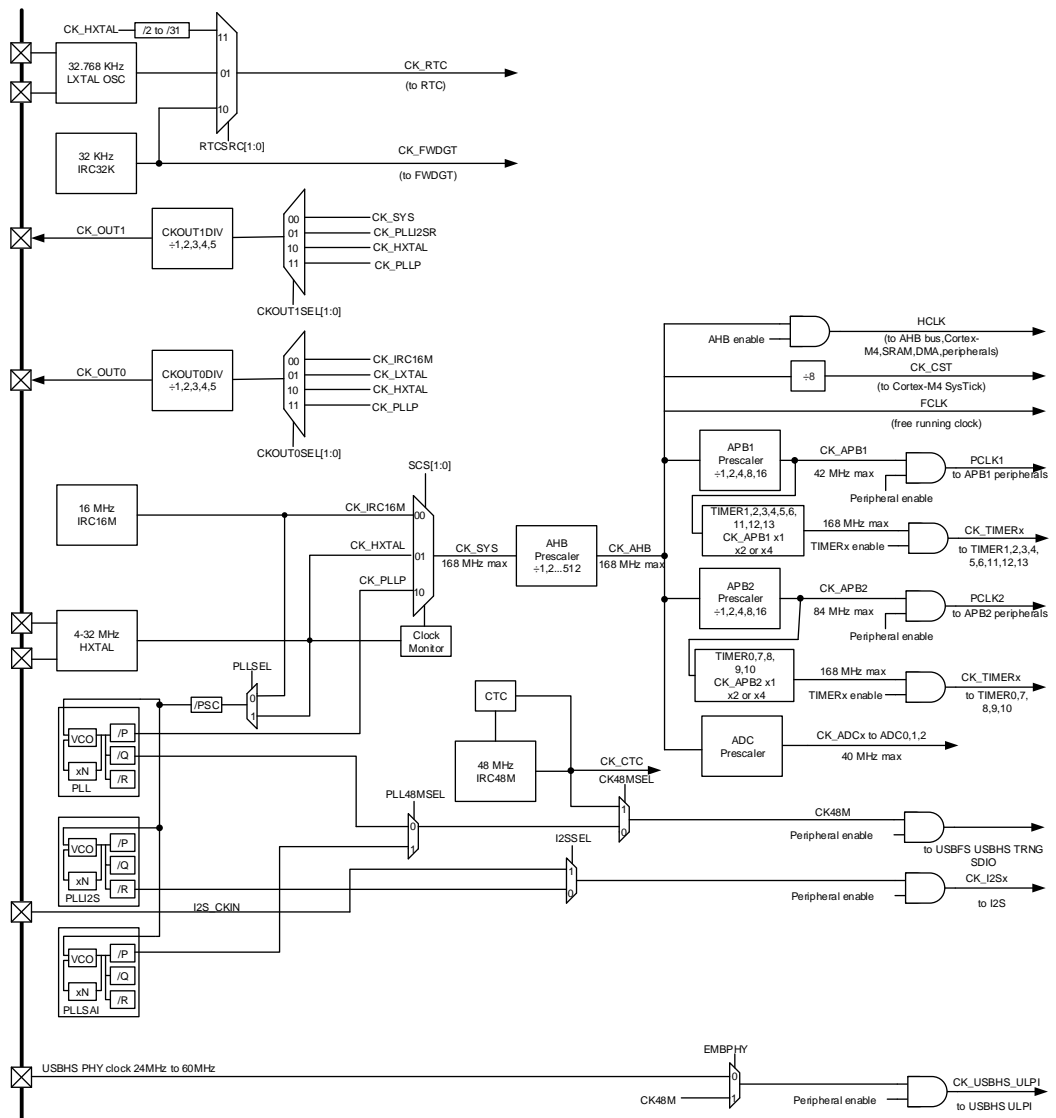 CK_HXTAL
/2 to /31
11
32.768 KHz
LXTAL OSC
01
CK_RTC
(to RTC)
10
RTCSRC[1:0]
32 KHz
IRC32K
CK_FWDGT
(to FWDGT)
CK_OUT1
CKOUT1DIV
÷1,2,3,4,5
00
01
10
11
CK_SYS
CK_PLLI2SR
CK_HXTAL
CK_PLLP
CKOUT1SEL[1:0]
CK_OUT0
CKOUT0DIV
÷1,2,3,4,5
00
01
10
11
CK_IRC16M
CK_LXTAL
CK_HXTAL
CK_PLLP
CKOUT0SEL[1:0]
AHB enable
HCLK
(to AHB bus,Cortex-
M4,SRAM,DMA,peripherals)
÷8
CK_CST
(to Cortex-M4 SysTick)
FCLK
(free running clock)
SCS[1:0]
16 MHz
IRC16M
CK_IRC16M
00
CK_HXTAL
01
CK_PLLP
10
CK_SYS
168 MHz max
AHB
Prescaler
÷1,2...512
CK_AHB
168 MHz max
4-32 MHz
HXTAL
Clock
Monitor
APB1
Prescaler
÷1,2,4,8,16
CK_APB1
42 MHz max
Peripheral enable
PCLK1
to APB1 peripherals
TIMER1,2,3,4,5,6,
11,12,13
CK_APB1 x1
x2 or x4
168 MHz max
TIMERx enable
CK_TIMERx
to TIMER1,2,3,4,
5,6,11,12,13
APB2
Prescaler
÷1,2,4,8,16
CK_APB2
84 MHz max
Peripheral enable
PCLK2
to APB2 peripherals
TIMER0,7,8,
9,10
CK_APB2 x1
x2 or x4
168 MHz max
TIMERx enable
CK_TIMERx
to TIMER0,7,
8,9,10
ADC
Prescaler
CK_ADCx to ADC0,1,2
40 MHz max
PLLSEL
/PSC
0
1
VCO
xN
/P
/Q
/R
PLL
CTC
48 MHz
IRC48M
CK_CTC
CK48MSEL
1
0
PLL48MSEL
0
1
CK48M
Peripheral enable
to USBFS USBHS TRNG
SDIO
VCO
xN
/P
/Q
/R
PLLI2S
I2SSEL
1
0
I2S_CKIN
Peripheral enable
CK_I2Sx
to I2S
VCO
xN
/P
/Q
/R
PLLSAI
USBHS PHY clock 24MHz to 60MHz
EMBPHY
0
1
CK48M
Peripheral enable
CK_USBHS_ULPI
to USBHS ULPI